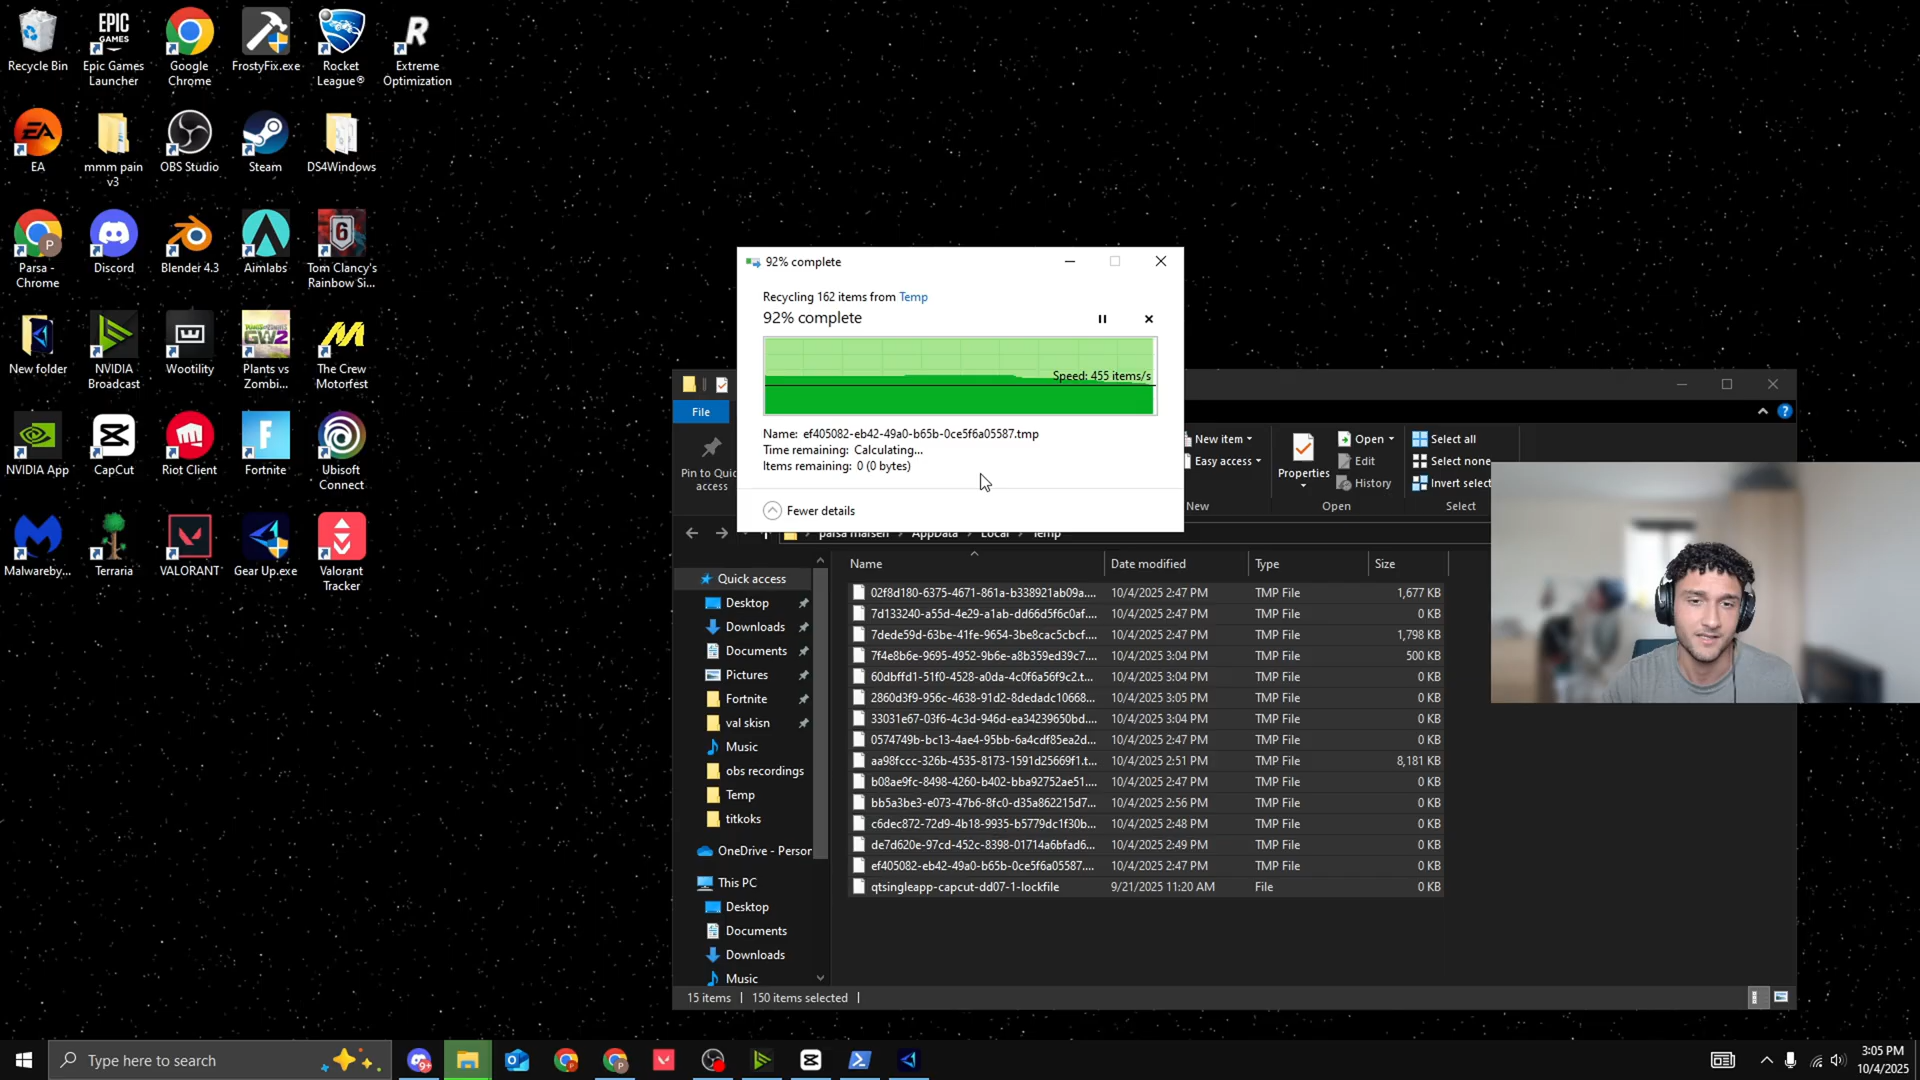 Recycle Bin
EPIC GAMES
Epic Games Launcher
Google Chrome
FrostyFix.exe
Rocket League®
R
Extreme Optimization
EA
EA
mmm pain v3
OBS Studio
Steam
DS4Windows
P
Parsa - Chrome
Discord
Blender 4.3
Aimlabs
6
Tom Clancy's Rainbow Si...
New folder
NVIDIA Broadcast
Wootility
GW2
Plants vs Zombi...
The Crew Motorfest
NVIDIA App
CapCut
Riot Client
F
Fortnite
Ubisoft Connect
Malwareby...
Terraria
VALORANT
Gear Up.exe
Valorant Tracker
92% complete
Recycling 162 items from Temp
92% complete
Speed: 455 items/s
Name: ef405082-eb42-49a0-b65b-0ce5f6a05587.tmp
Time remaining: Calculating...
Items remaining: 0 (0 bytes)
Fewer details
File
Pin to Quick access
New item
Easy access
New
Properties
Open
Edit
History
Open
Select all
Select none
Invert select
Select
parsa marsen AppData Local Temp
Name Date modified Type Size
Quick access
Desktop
Downloads
Documents
Pictures
Fortnite
val skisn
Music
obs recordings
Temp
titkoks
OneDrive - Person
This PC
Desktop
Documents
Downloads
Music
02f8d180-6375-4671-861a-b338921ab09a.... 10/4/2025 2:47 PM TMP File 1,677 KB
7d133240-a55d-4e29-a1ab-dd66d5f6c0af.... 10/4/2025 2:47 PM TMP File 0 KB
7dede59d-63be-41fe-9654-3be8cac5cbcf.... 10/4/2025 2:47 PM TMP File 1,798 KB
7f4e8b6e-9695-4952-9b6e-a8b359ed39c7.... 10/4/2025 3:04 PM TMP File 500 KB
60dbffd1-51f0-4528-a0da-4c0f6a56f9c2.t... 10/4/2025 3:04 PM TMP File 0 KB
2860d3f9-956c-4638-91d2-8dedadc10668... 10/4/2025 3:05 PM TMP File 0 KB
33031e67-03f6-4c3d-946d-ea34239650bd.... 10/4/2025 3:04 PM TMP File 0 KB
0574749b-bc13-4ae4-95bb-6a4cdf85ea2d... 10/4/2025 2:47 PM TMP File 0 KB
aa98fccc-326b-4535-8173-1591d25669f1.t... 10/4/2025 2:51 PM TMP File 8,181 KB
b08ae9fc-8498-4260-b402-bba92752ae51.... 10/4/2025 2:47 PM TMP File 0 KB
bb5a3be3-e073-47b6-8fc0-d35a862215d7... 10/4/2025 2:56 PM TMP File 0 KB
c6dec872-72d9-4b18-9935-b5779dc1f30b... 10/4/2025 2:48 PM TMP File 0 KB
de7d620e-97cd-452c-8398-01714a6bfad6... 10/4/2025 2:49 PM TMP File 0 KB
ef405082-eb42-49a0-b65b-0ce5f6a05587.... 10/4/2025 2:47 PM TMP File 0 KB
qtsingleapp-capcut-dd07-1-lockfile 9/21/2025 11:20 AM File 0 KB
15 items 150 items selected
Type here to search
3:05 PM
10/4/2025